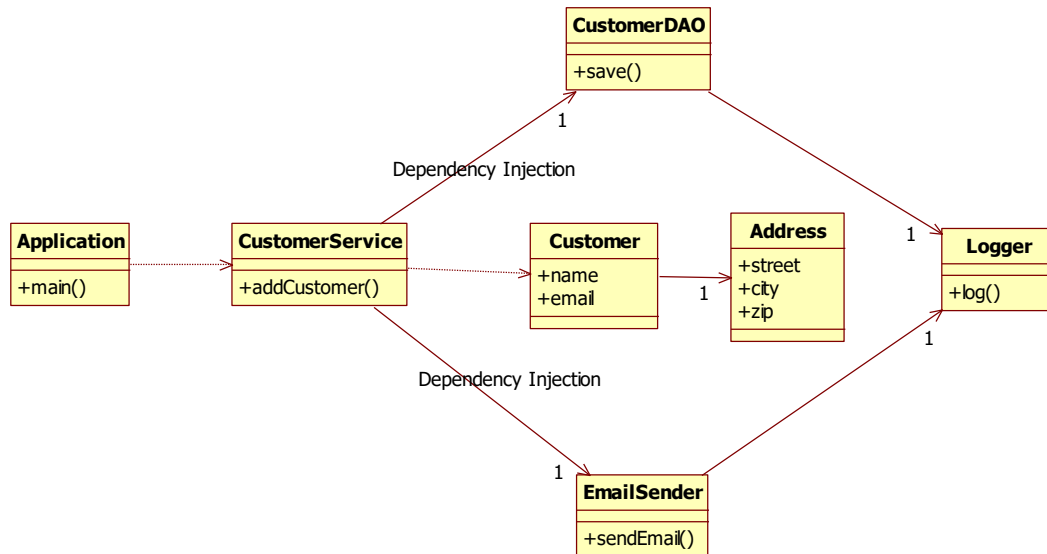 CustomerDAO
+save()
1
Dependency Injection
Application
+main()
CustomerService
+addCustomer()
Customer
+name
+email
1
Address
+street
+city
+zip
1
Logger
+log()
1
Dependency Injection
1
EmailSender
+sendEmail()